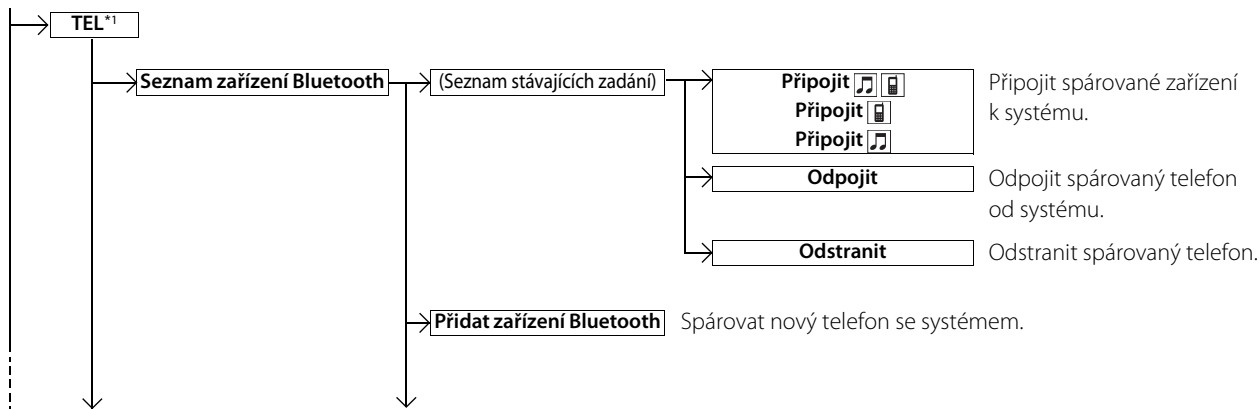 TEL*1
Seznam zařízení Bluetooth
(Seznam stávajících zadání)
Připojit
Připojit
Připojit
Připojit spárované zařízení
k systému.
Odpojit
Odpojit spárovaný telefon
od systému.
Odstranit
Odstranit spárovaný telefon.
Přidat zařízení Bluetooth
Spárovat nový telefon se systémem.